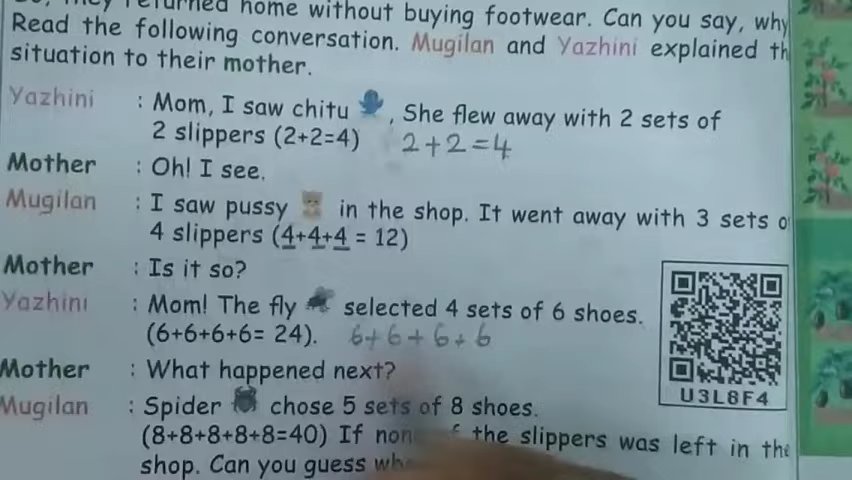 returned home without buying footwear. Can you say, why
Read the following conversation. Mugilan and Yazhini explained th
situation to their mother.
Yazhini : Mom, I saw chitu , She flew away with 2 sets of
2 slippers (2+2=4) 2+2=4
Mother : Oh! I see.
Mugilan : I saw pussy in the shop. It went away with 3 sets o
4 slippers (4+4+4 = 12)
Mother : Is it so?
Yazhini : Mom! The fly selected 4 sets of 6 shoes.
(6+6+6+6= 24). 6+6+6+6
Mother : What happened next?
Mugilan : Spider chose 5 sets of 8 shoes.
(8+8+8+8+8=40) If the slippers was left in the
shop. Can you guess
U3L8F4